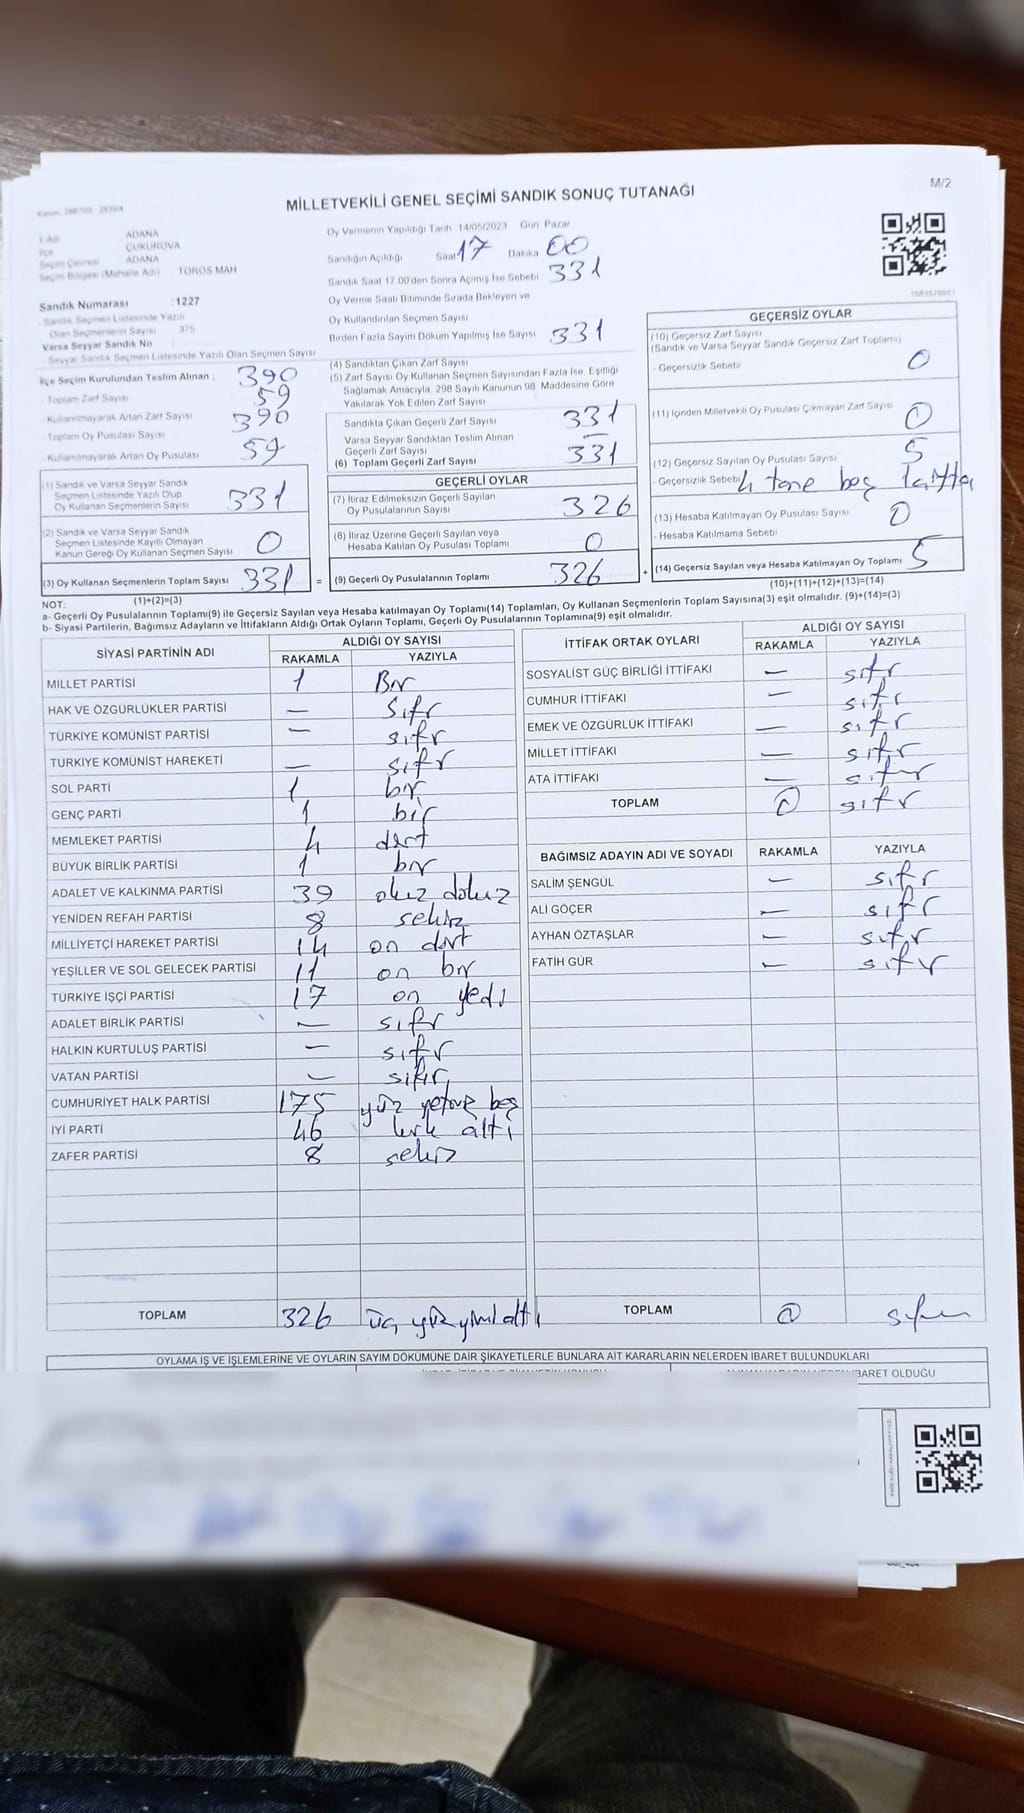 MİLLETVEKİLİ GENEL SEÇİMİ SANDIK SONUÇ TUTANAĞI
M/2
İl Adı ADANA
İlçe ÇUKUROVA
Seçim Çevresi ADANA
Seçim Bölgesi (Mahalle Adı) TOROS MAH
Sandık Numarası :1227
- Sandık Seçmen Listesinde Yazılı
Olan Seçmenlerin Sayısı 375
Varsa Seyyar Sandık No :
- Seyyar Sandık Seçmen Listesinde Yazılı Olan Seçmen Sayısı
İlçe Seçim Kurulundan Teslim Alınan ;
- Toplam Zarf Sayısı 390
- Kullanılmayarak Artan Zarf Sayısı 59
- Toplam Oy Pusulası Sayısı 390
- Kullanılmayarak Artan Oy Pusulası 59
Oy Vermenin Yapıldığı Tarih 14/05/2023 Gün Pazar
Sandığın Açıldığı Saat 17 Dakika 00
Sandık Saat 17:00'den Sonra Açımış İse Sebebi 331
Oy Verme Saati Bitiminde Sırada Bekleyen ve
Oy Kullandırılan Seçmen Sayısı
Birden Fazla Sayım Döküm Yapılmış İse Sayısı 331
(4) Sandıktan Çıkan Zarf Sayısı
(5) Zarf Sayısı Oy Kullanan Seçmen Sayısından Fazla İse, Eşitliği
Sağlamak Amacıyla, 298 Sayılı Kanunun 98. Maddesine Göre
Yakılarak Yok Edilen Zarf Sayısı
Sandıkta Çıkan Geçerli Zarf Sayısı 331
Varsa Seyyar Sandıktan Teslim Alınan
Geçerli Zarf Sayısı –
(6) Toplam Geçerli Zarf Sayısı 331
(1) Sandık ve Varsa Seyyar Sandık
Seçmen Listesinde Yazılı Olup
Oy Kullanan Seçmenlerin Sayısı 331
(2) Sandık ve Varsa Seyyar Sandık
Seçmen Listesinde Kayıtlı Olmayan
Kanun Gereği Oy Kullanan Seçmen Sayısı 0
(3) Oy Kullanan Seçmenlerin Toplam Sayısı 331 =
(1)+(2)=(3)
GEÇERLİ OYLAR
(7) İtiraz Edilmeksizin Geçerli Sayılan
Oy Pusulalarının Sayısı 326
(8) İtiraz Üzerine Geçerli Sayılan veya
Hesaba Katılan Oy Pusulası Toplamı 0
(9) Geçerli Oy Pusulalarının Toplamı 326 +
GEÇERSİZ OYLAR
(10) Geçersiz Zarf Sayısı
(Sandık ve Varsa Seyyar Sandık Geçersiz Zarf Toplamı)
- Geçersizlik Sebebi 0
(11) İçinden Milletvekili Oy Pusulası Çıkmayan Zarf Sayısı 0
(12) Geçersiz Sayılan Oy Pusulası Sayısı 5
- Geçersizlik Sebebi 4 tane boş
(13) Hesaba Katılmayan Oy Pusulası Sayısı 0
- Hesaba Katılmama Sebebi
(14) Geçersiz Sayılan veya Hesaba Katılmayan Oy Toplamı 5
(10)+(11)+(12)+(13)=(14)
NOT:
a- Geçerli Oy Pusulalarının Toplamı(9) ile Geçersiz Sayılan veya Hesaba katılmayan Oy Toplamı(14) Toplamları, Oy Kullanan Seçmenlerin Toplam Sayısına(3) eşit olmalıdır. (9)+(14)=(3)
b- Siyasi Partilerin, Bağımsız Adayların ve İttifakların Aldığı Ortak Oyların Toplamı, Geçerli Oy Pusulalarının Toplamına(9) eşit olmalıdır.
SİYASİ PARTİNİN ADI ALDIĞI OY SAYISI
RAKAMLA YAZIYLA
MİLLET PARTİSİ 1 Bir
HAK VE ÖZGÜRLÜKLER PARTİSİ — Sıfır
TÜRKİYE KOMÜNİST PARTİSİ — sıfır
TÜRKİYE KOMÜNİST HAREKETİ — sıfır
SOL PARTİ 1 bir
GENÇ PARTİ 1 bir
MEMLEKET PARTİSİ 4 dört
BÜYÜK BİRLİK PARTİSİ 1 bir
ADALET VE KALKINMA PARTİSİ 39 otuz dokuz
YENİDEN REFAH PARTİSİ 8 sekiz
MİLLİYETÇİ HAREKET PARTİSİ 14 on dört
YEŞİLLER VE SOL GELECEK PARTİSİ 11 on bir
TÜRKİYE İŞÇİ PARTİSİ 17 on yedi
ADALET BİRLİK PARTİSİ — sıfır
HALKIN KURTULUŞ PARTİSİ — sıfır
VATAN PARTİSİ — sıfır
CUMHURİYET HALK PARTİSİ 175 yüz yetmiş beş
İYİ PARTİ 46 kırk altı
ZAFER PARTİSİ 8 sekiz
TOPLAM 326 üç yüz yirmi altı
İTTİFAK ORTAK OYLARI ALDIĞI OY SAYISI
RAKAMLA YAZIYLA
SOSYALİST GÜÇ BİRLİĞİ İTTİFAKI — sıfır
CUMHUR İTTİFAKI — sıfır
EMEK VE ÖZGÜRLÜK İTTİFAKI — sıfır
MİLLET İTTİFAKI — sıfır
ATA İTTİFAKI — sıfır
TOPLAM 0 sıfır
BAĞIMSIZ ADAYIN ADI VE SOYADI RAKAMLA YAZIYLA
SALİM ŞENGÜL — sıfır
ALİ GÖÇER — sıfır
AYHAN ÖZTAŞLAR — sıfır
FATİH GÜR — sıfır
TOPLAM 0 sıfır
OYLAMA İŞ VE İŞLEMLERİNE VE OYLARIN SAYIM DÖKÜMÜNE DAİR ŞİKAYETLERLE BUNLARA AİT KARARLARIN NELERDEN İBARET BULUNDUKLARI
İBARET OLDUĞU